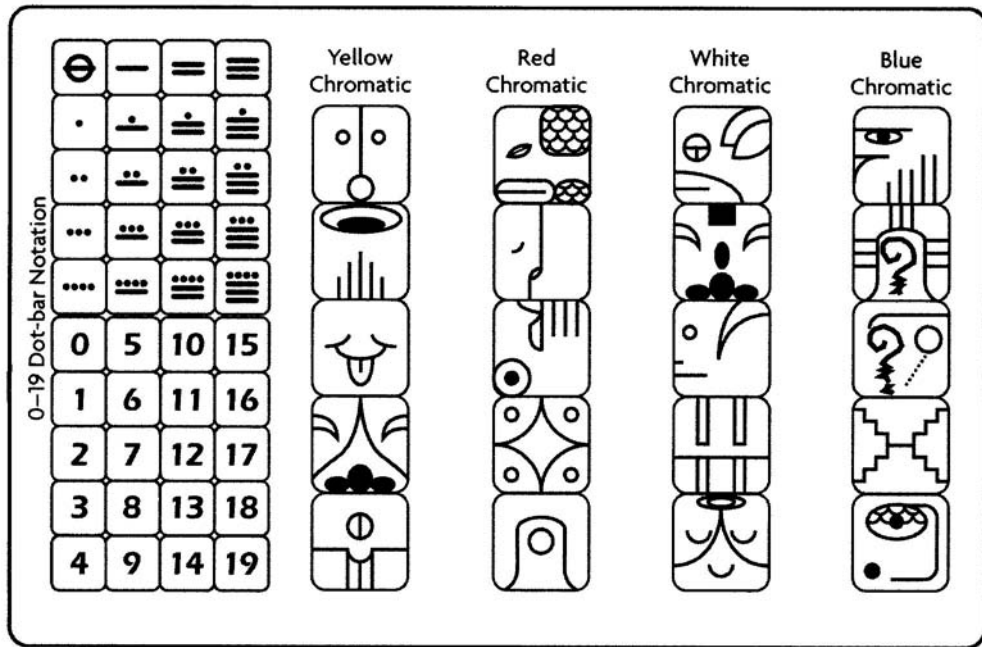 Yellow
Chromatic
Red
Chromatic
White
Chromatic
Blue
Chromatic
0–19 Dot-bar Notation
0 5 10 15
1 6 11 16
2 7 12 17
3 8 13 18
4 9 14 19